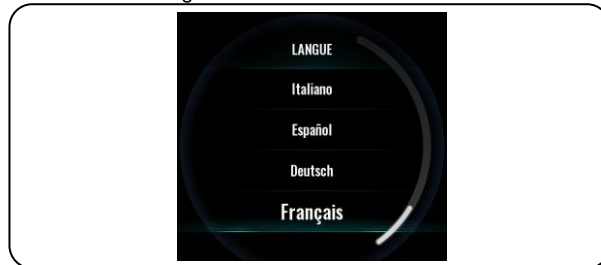 LANGUE
Italiano
Español
Deutsch
Français